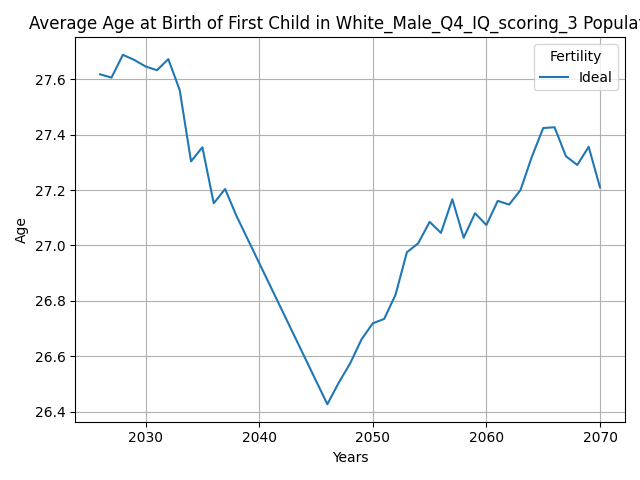 Average Age at Birth of First Child in White_Male_Q4_IQ_scoring_3
Fertility
Ideal
27.6
27.4
27.2
27.0
26.8
26.6
26.4
Age
2030 2040 2050 2060 2070
Years